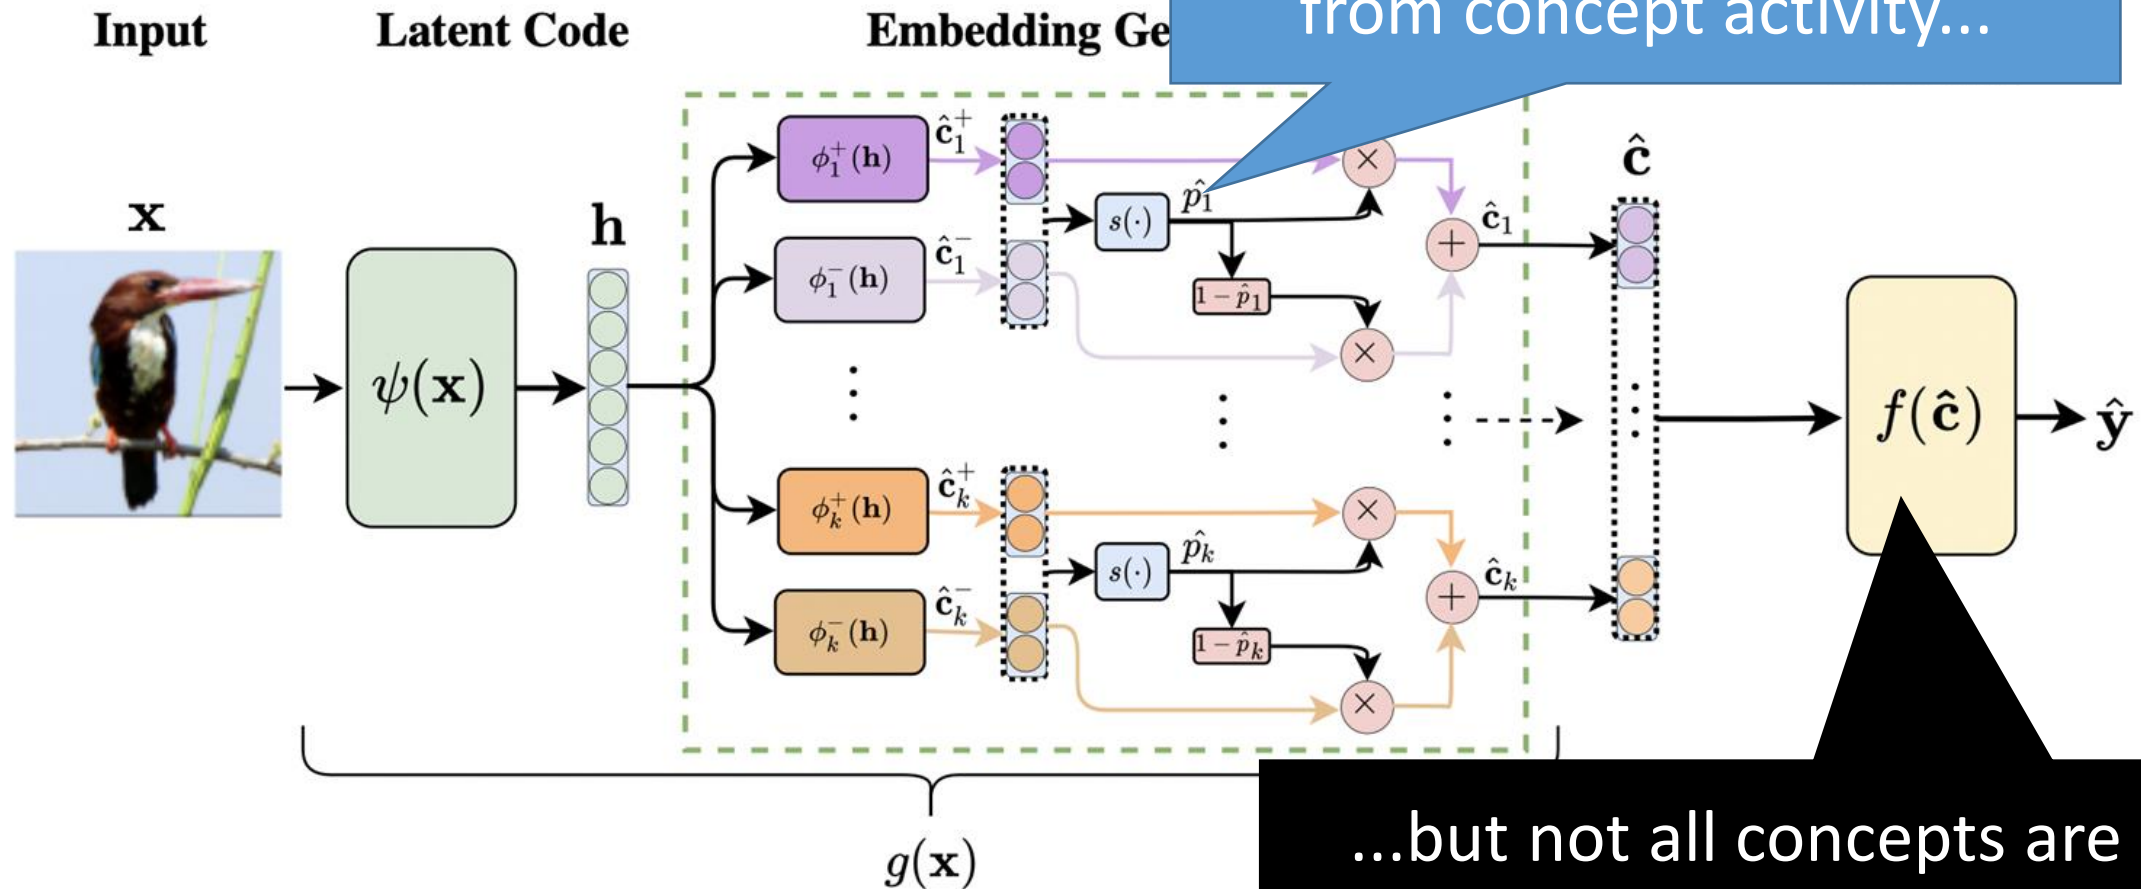 from concept activity...
Input
Latent Code
Embedding Ge
x
ψ(x)
h
ϕ₁⁺(h)
ĉ₁⁺
ϕ₁⁻(h)
ĉ₁⁻
s(·)
p̂₁
1 − p̂₁
×
×
+
ĉ₁
ϕₖ⁺(h)
ĉₖ⁺
ϕₖ⁻(h)
ĉₖ⁻
s(·)
p̂ₖ
1 − p̂ₖ
×
×
+
ĉₖ
ĉ
f(ĉ)
ŷ
g(x)
...but not all concepts are